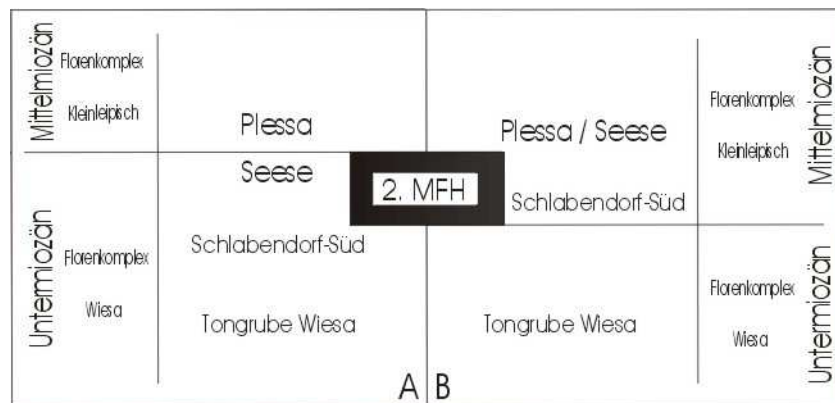 Mittelmiozän
Florenkomplex
Kleinleipisch
Plessa
Seese
Untermiozän
Florenkomplex
Wiesa
Schlabendorf-Süd
Tongrube Wiesa
A
2. MFH
B
Plessa / Seese
Schlabendorf-Süd
Florenkomplex
Kleinleipisch
Mittelmiozän
Tongrube Wiesa
Florenkomplex
Wiesa
Untermiozän